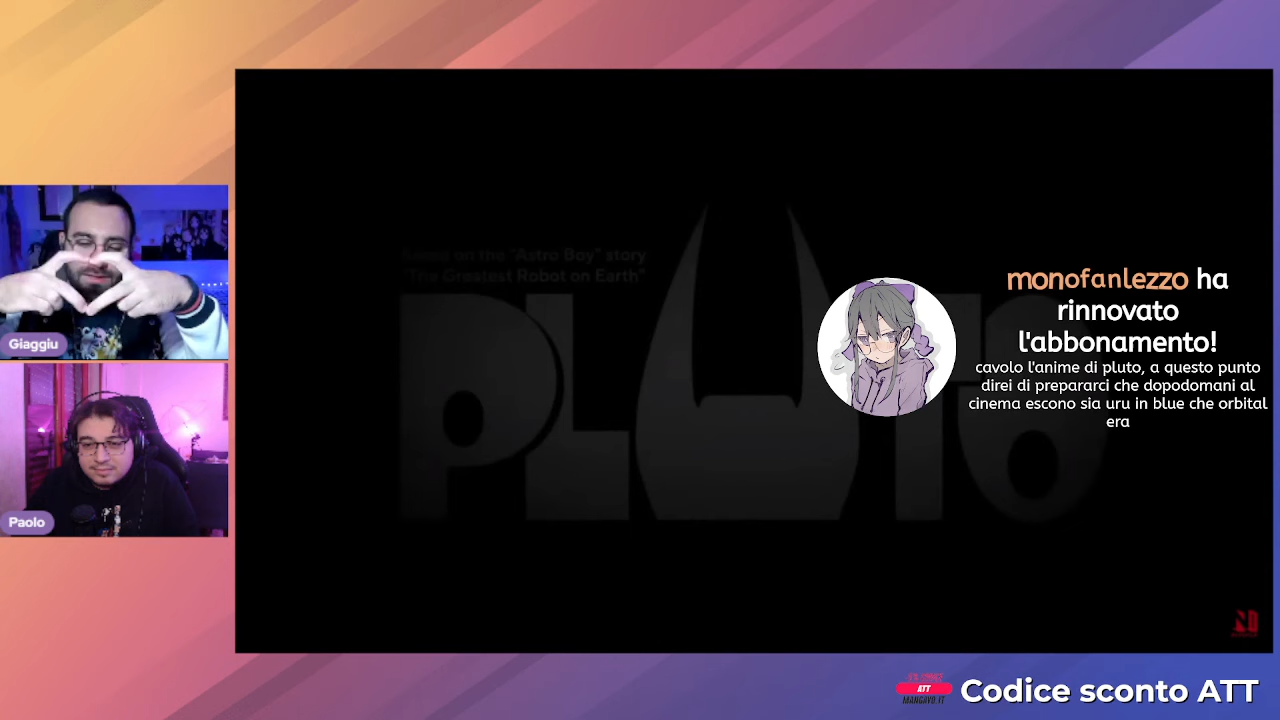 Based on the "Astro Boy" story
"The Greatest Robot on Earth"
PLUTO
monofanlezzo ha
rinnovato
l'abbonamento!
cavolo l'anime di pluto, a questo punto
direi di prepararci che dopodomani al
cinema escono sia uru in blue che orbital
era
Giaggiu
Paolo
ATT
MANGAYO.IT
Codice sconto ATT